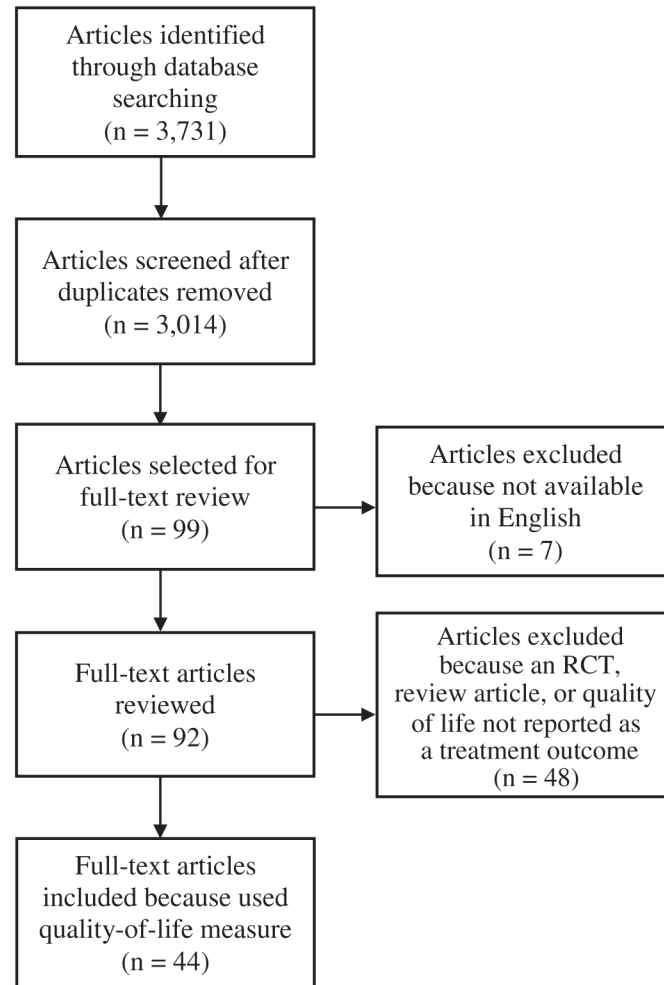 Articles identified
through database
searching
(n = 3,731)
Articles screened after
duplicates removed
(n = 3,014)
Articles selected for
full-text review
(n = 99)
Articles excluded
because not available
in English
(n = 7)
Full-text articles
reviewed
(n = 92)
Articles excluded
because an RCT,
review article, or quality
of life not reported as
a treatment outcome
(n = 48)
Full-text articles
included because used
quality-of-life measure
(n = 44)